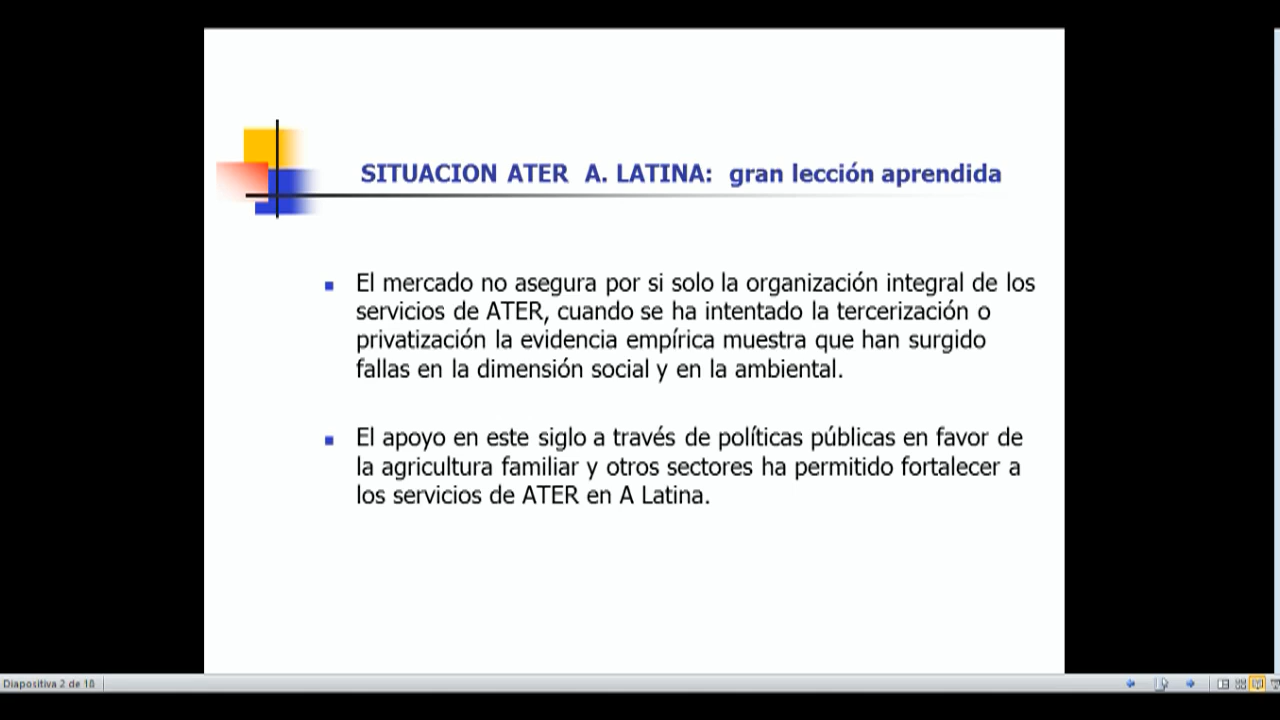 SITUACION ATER A. LATINA: gran lección aprendida
El mercado no asegura por si solo la organización integral de los
servicios de ATER, cuando se ha intentado la tercerización o
privatización la evidencia empírica muestra que han surgido
fallas en la dimensión social y en la ambiental.
El apoyo en este siglo a través de políticas públicas en favor de
la agricultura familiar y otros sectores ha permitido fortalecer a
los servicios de ATER en A Latina.
Diapositiva 2 de 18